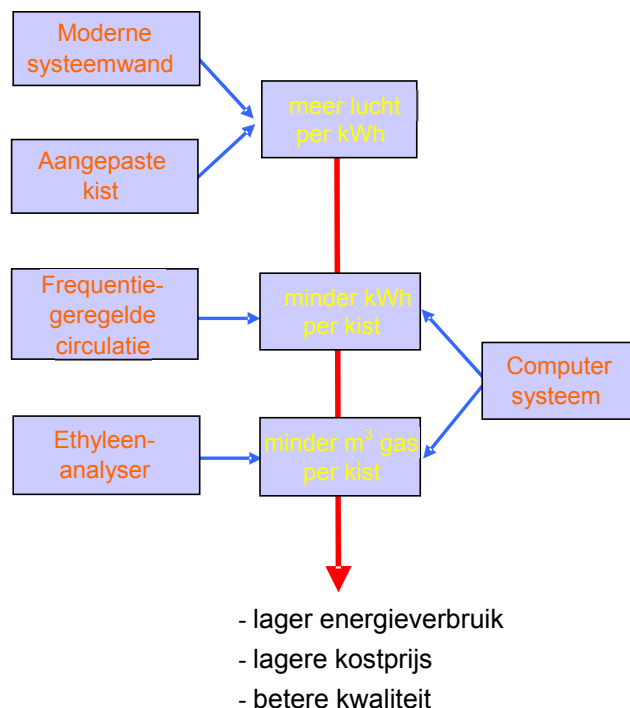 Moderne
systeemwand
meer lucht
per kWh
Aangepaste
kist
Frequentie-
geregelde
circulatie
minder kWh
per kist
Computer
systeem
Ethyleen-
analyser
minder m³ gas
per kist
- lager energieverbruik
- lagere kostprijs
- betere kwaliteit